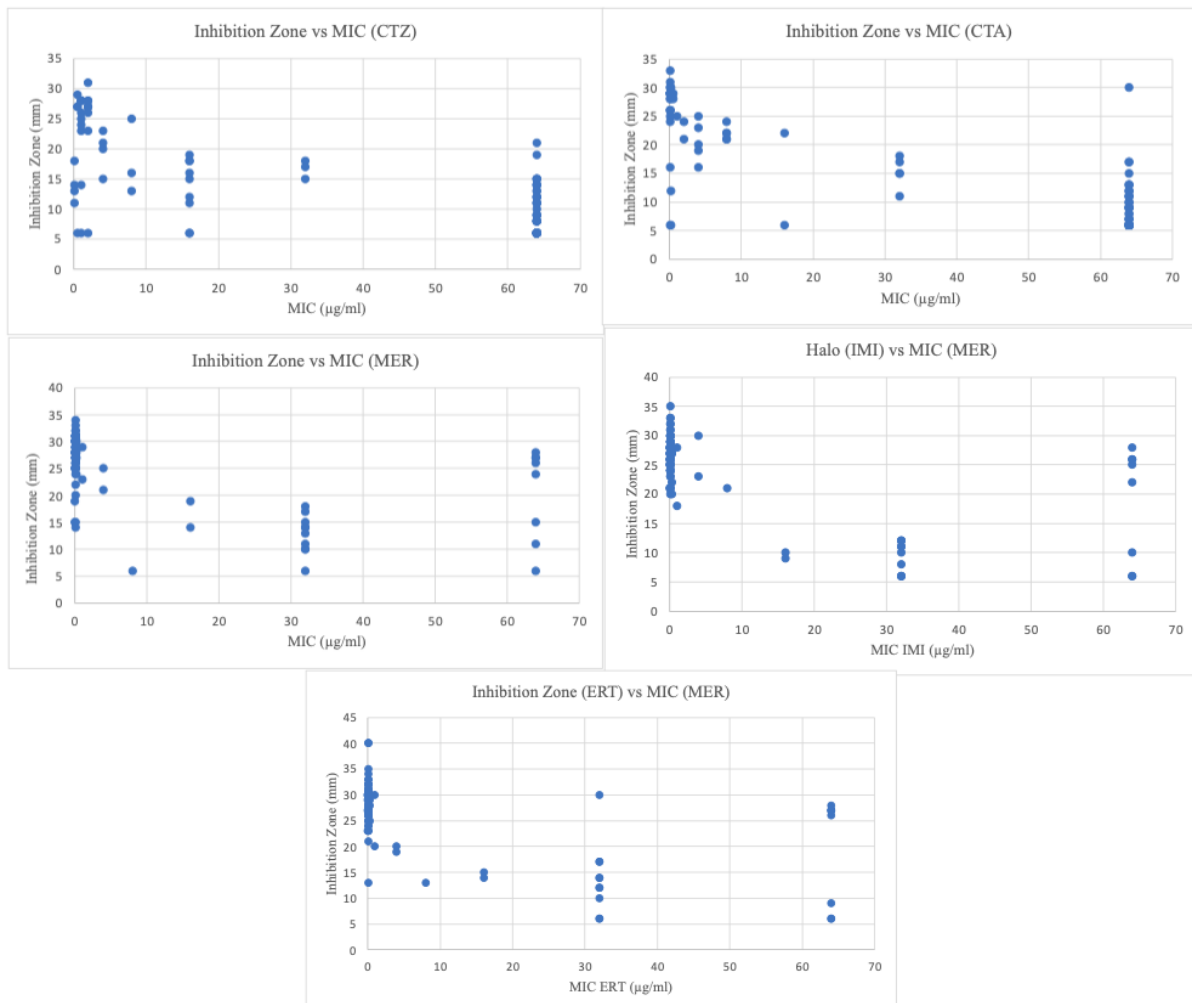 Inhibition Zone vs MIC (CTZ)
Inhibition Zone (mm)
35
30
25
20
15
10
5
0
0 10 20 30 40 50 60 70
MIC (µg/ml)
Inhibition Zone vs MIC (CTA)
Inhibition Zone (mm)
35
30
25
20
15
10
5
0
0 10 20 30 40 50 60 70
MIC (µg/ml)
Inhibition Zone vs MIC (MER)
Inhibition Zone (mm)
40
35
30
25
20
15
10
5
0
0 10 20 30 40 50 60 70
MIC (µg/ml)
Halo (IMI) vs MIC (MER)
Inhibition Zone (mm)
40
35
30
25
20
15
10
5
0
0 10 20 30 40 50 60 70
MIC IMI (µg/ml)
Inhibition Zone (ERT) vs MIC (MER)
Inhibition Zone (mm)
45
40
35
30
25
20
15
10
5
0
0 10 20 30 40 50 60 70
MIC ERT (µg/ml)